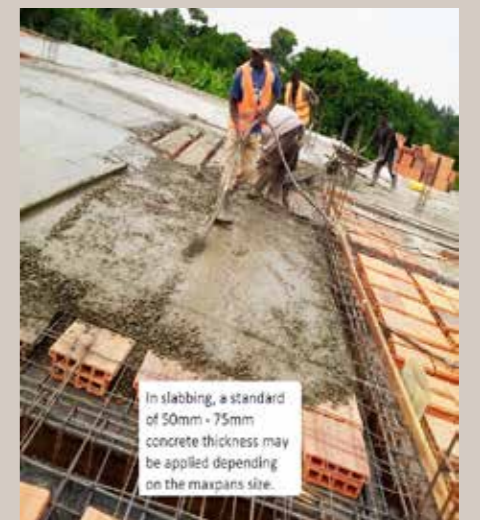 In slabbing, a standard
of 50mm - 75mm
concrete thickness may
be applied depending
on the maxpans size.